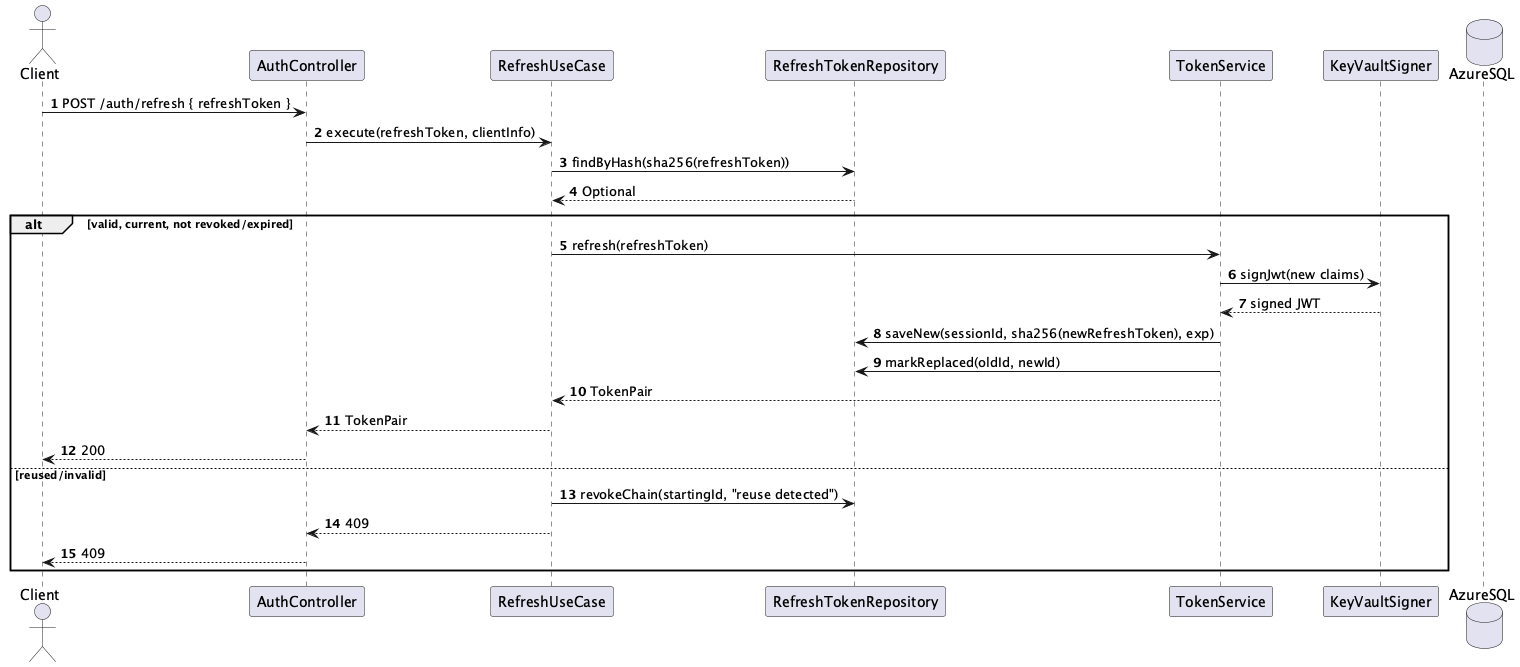 Client
AuthController
RefreshUseCase
RefreshTokenRepository
TokenService
KeyVaultSigner
AzureSQL
1 POST /auth/refresh { refreshToken }
2 execute(refreshToken, clientInfo)
3 findByHash(sha256(refreshToken))
4 Optional
alt [valid, current, not revoked/expired]
5 refresh(refreshToken)
6 signJwt(new claims)
7 signed JWT
8 saveNew(sessionId, sha256(newRefreshToken), exp)
9 markReplaced(oldId, newId)
10 TokenPair
11 TokenPair
12 200
[reused/invalid]
13 revokeChain(startingId, "reuse detected")
14 409
15 409
Client
AuthController
RefreshUseCase
RefreshTokenRepository
TokenService
KeyVaultSigner
AzureSQL